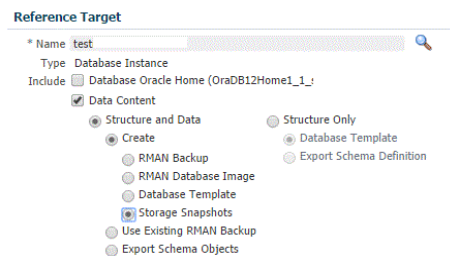 Reference Target
* Name test
Type Database Instance
Include Database Oracle Home (OraDB12Home1_1_
Data Content
Structure and Data
Structure Only
Create
Database Template
RMAN Backup
Export Schema Definition
RMAN Database Image
Database Template
Storage Snapshots
Use Existing RMAN Backup
Export Schema Objects